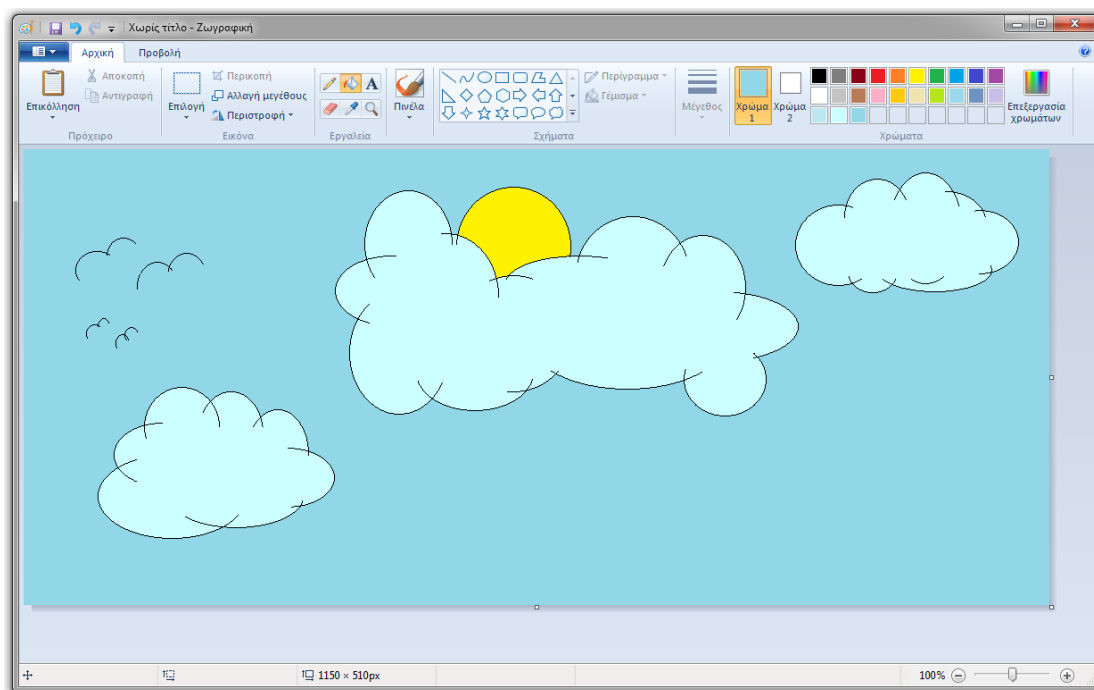 Χωρίς τίτλο - Ζωγραφική
Αρχική Προβολή
Επικόλληση
Αποκοπή
Αντιγραφή
Πρόχειρο
Επιλογή
Περικοπή
Αλλαγή μεγέθους
Περιστροφή
Εικόνα
A
Εργαλεία
Πινέλα
Περίγραμμα
Γέμισμα
Σχήματα
Μέγεθος
Χρώμα 1
Χρώμα 2
Επεξεργασία χρωμάτων
Χρώματα
1150 × 510px
100%